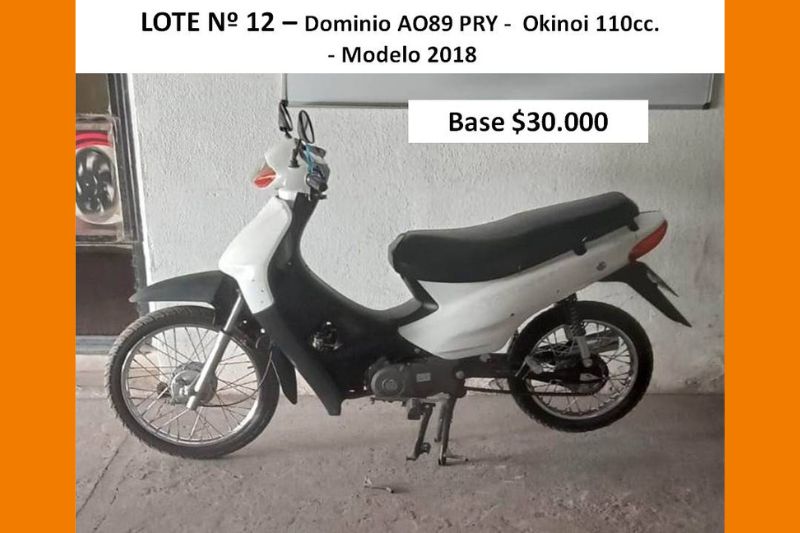 LOTE Nº 12 – Dominio AO89 PRY - Okinoi 110cc.
- Modelo 2018
Base $30.000